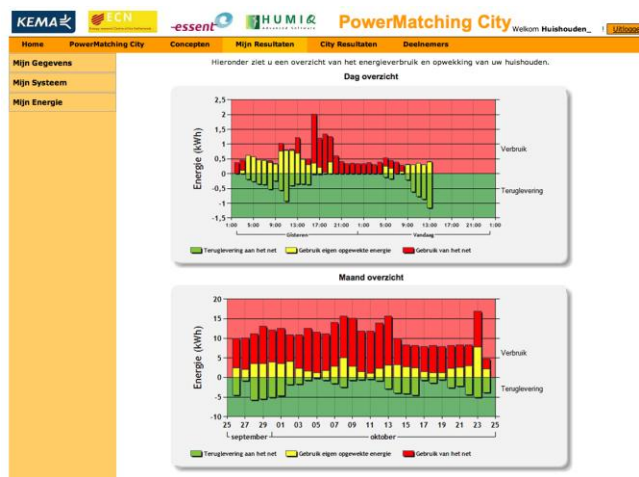 KEMA ECN essent HUMIQ PowerMatching City Welkom Huishouden_ ! Uitlogge
Home PowerMatching City Concepten Mijn Resultaten City Resultaten Deelnemers
Mijn Gegevens
Mijn Systeem
Mijn Energie
Hieronder ziet u een overzicht van het energieverbruik en opwekking van uw huishouden.
Dag overzicht
Energie (kWh)
2,5
2
1,5
1
0,5
0
-0,5
-1
-1,5
Verbruik
Teruglevering
1:00 5:00 9:00 13:00 17:00 21:00 1:00 5:00 9:00 13:00 17:00 21:00 1:00
Gisteren Vandaag
Teruglevering aan het net Gebruik eigen opgewekte energie Gebruik van het net
Maand overzicht
Energie (kWh)
20
15
10
5
0
-5
-10
Verbruik
Teruglevering
25 27 29 01 03 05 07 09 11 13 15 17 19 21 23 25
september oktober
Teruglevering aan het net Gebruik eigen opgewekte energie Gebruik van het net